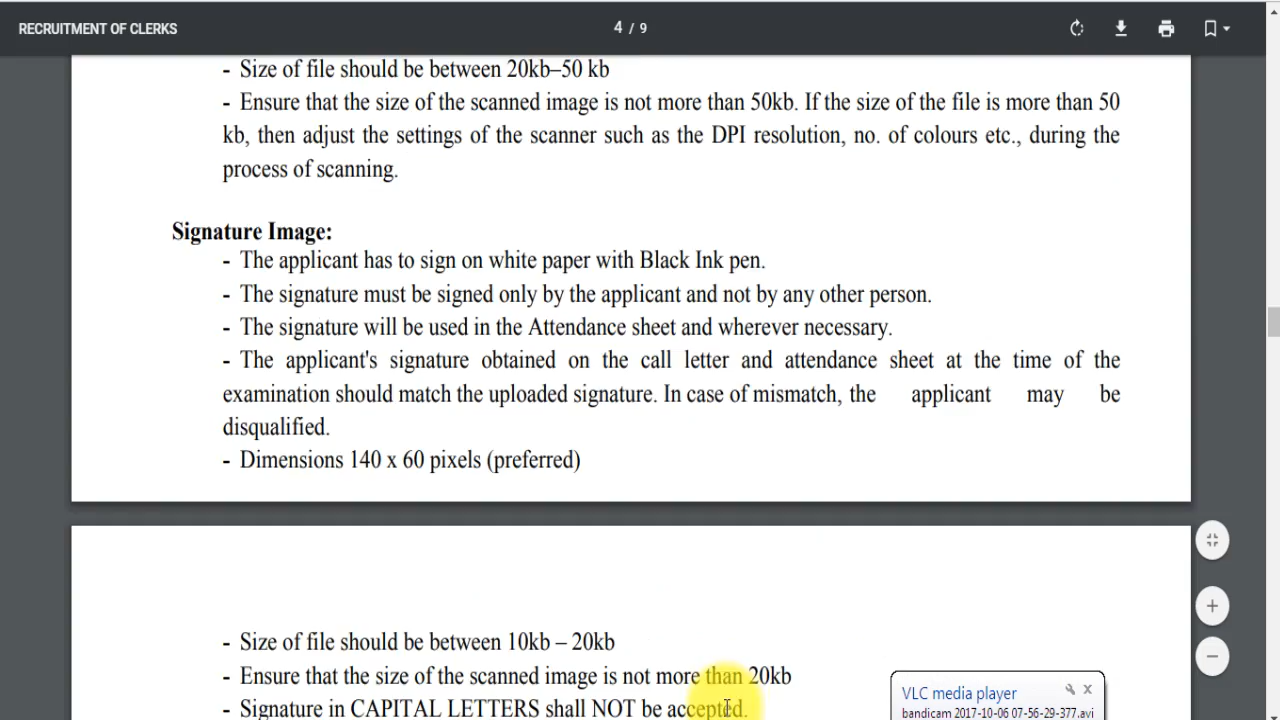 RECRUITMENT OF CLERKS
4 / 9
- Size of file should be between 20kb–50 kb
- Ensure that the size of the scanned image is not more than 50kb. If the size of the file is more than 50
kb, then adjust the settings of the scanner such as the DPI resolution, no. of colours etc., during the
process of scanning.
Signature Image:
- The applicant has to sign on white paper with Black Ink pen.
- The signature must be signed only by the applicant and not by any other person.
- The signature will be used in the Attendance sheet and wherever necessary.
- The applicant's signature obtained on the call letter and attendance sheet at the time of the
examination should match the uploaded signature. In case of mismatch, the applicant may be
disqualified.
- Dimensions 140 x 60 pixels (preferred)
- Size of file should be between 10kb – 20kb
- Ensure that the size of the scanned image is not more than 20kb
- Signature in CAPITAL LETTERS shall NOT be accepted.
VLC media player
bandicam 2017-10-06 07-56-29-377.avi